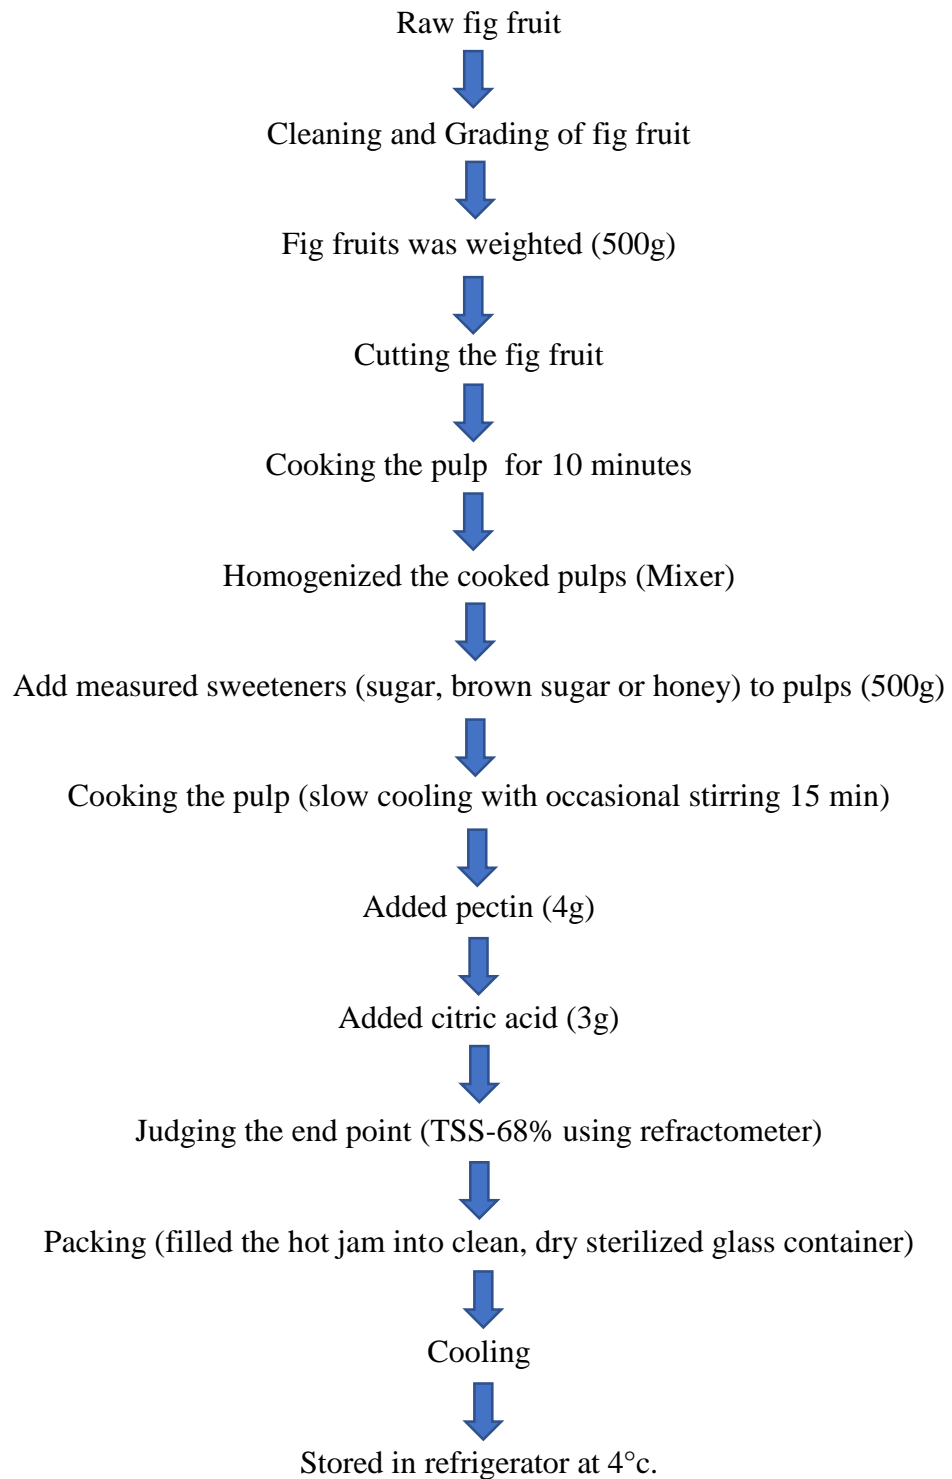 Raw fig fruit
Cleaning and Grading of fig fruit
Fig fruits was weighted (500g)
Cutting the fig fruit
Cooking the pulp for 10 minutes
Homogenized the cooked pulps (Mixer)
Add measured sweeteners (sugar, brown sugar or honey) to pulps (500g)
Cooking the pulp (slow cooling with occasional stirring 15 min)
Added pectin (4g)
Added citric acid (3g)
Judging the end point (TSS-68% using refractometer)
Packing (filled the hot jam into clean, dry sterilized glass container)
Cooling
Stored in refrigerator at 4°c.